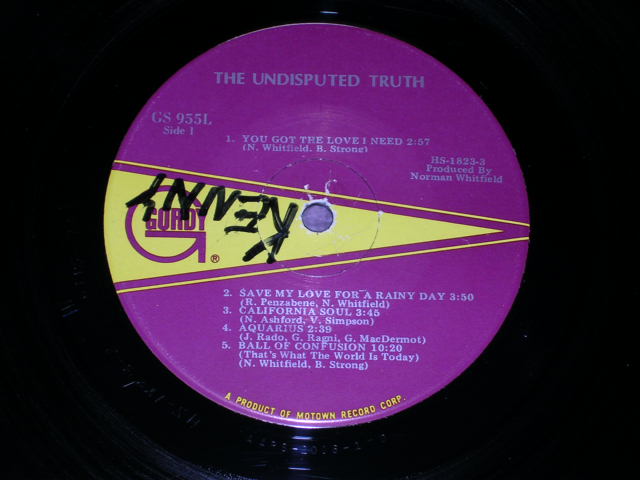 THE UNDISPUTED TRUTH
GS 955L
Side 1
1. YOU GOT THE LOVE I NEED 2:57
(N. Whitfield, B. Strong)
HS-1823-3
Produced By
Norman Whitfield
KENNY
GORDY
®
2. SAVE MY LOVE FOR A RAINY DAY 3:50
(R. Penzabene, N. Whitfield)
3. CALIFORNIA SOUL 3:45
(N. Ashford, V. Simpson)
4. AQUARIUS 2:39
(J. Rado, G. Ragni, G. MacDermot)
5. BALL OF CONFUSION 10:20
(That's What The World Is Today)
(N. Whitfield, B. Strong)
A PRODUCT OF MOTOWN RECORD CORP.